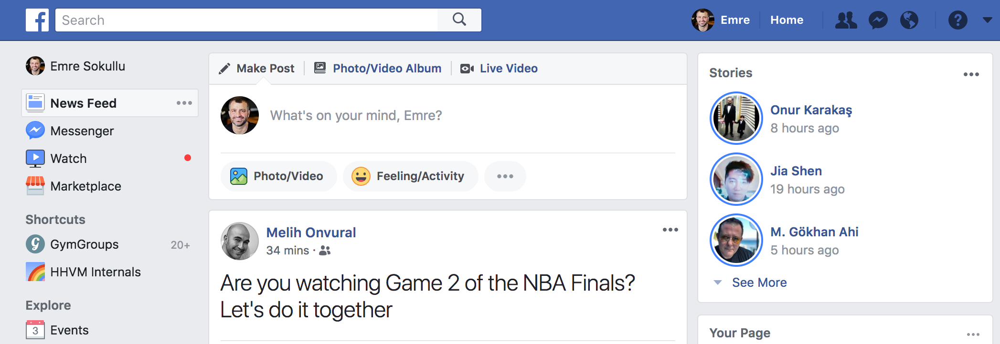 Search
Emre
Home
Emre Sokullu
News Feed
Messenger
Watch
Marketplace
Shortcuts
GymGroups 20+
HHVM Internals
Explore
3 Events
Make Post
Photo/Video Album
Live Video
What's on your mind, Emre?
Photo/Video
Feeling/Activity
Melih Onvural
34 mins ·
Are you watching Game 2 of the NBA Finals?
Let's do it together
Stories
Onur Karakaş
8 hours ago
Jia Shen
19 hours ago
M. Gökhan Ahi
5 hours ago
See More
Your Page